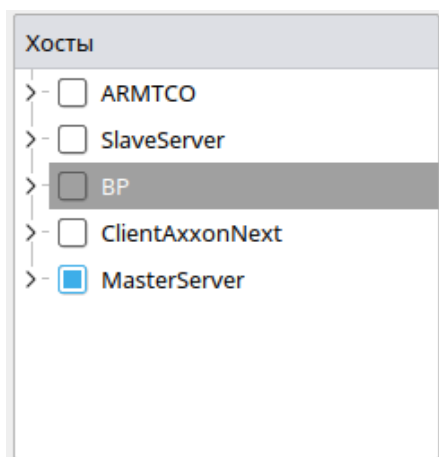 Хосты
ARMTCO
SlaveServer
BP
ClientAxxonNext
MasterServer